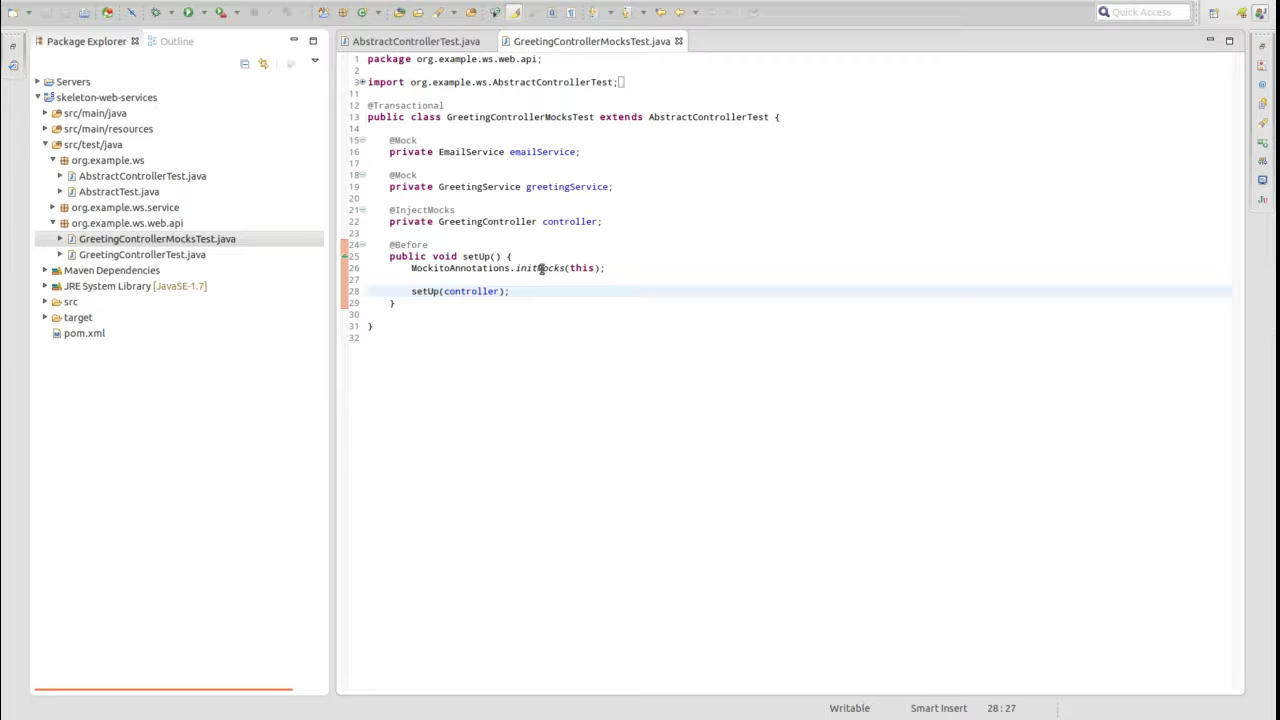 Quick Access
Package Explorer
Outline
Servers
skeleton-web-services
src/main/java
src/main/resources
src/test/java
org.example.ws
AbstractControllerTest.java
AbstractTest.java
org.example.ws.service
org.example.ws.web.api
GreetingControllerMocksTest.java
GreetingControllerTest.java
Maven Dependencies
JRE System Library [JavaSE-1.7]
src
target
pom.xml
AbstractControllerTest.java
GreetingControllerMocksTest.java
1 package org.example.ws.web.api;
2
3 import org.example.ws.AbstractControllerTest;
11
12 @Transactional
13 public class GreetingControllerMocksTest extends AbstractControllerTest {
14
15 @Mock
16 private EmailService emailService;
17
18 @Mock
19 private GreetingService greetingService;
20
21 @InjectMocks
22 private GreetingController controller;
23
24 @Before
25 public void setUp() {
26 MockitoAnnotations.initMocks(this);
27
28 setUp(controller);
29 }
30
31 }
32
Writable
Smart Insert
28:27